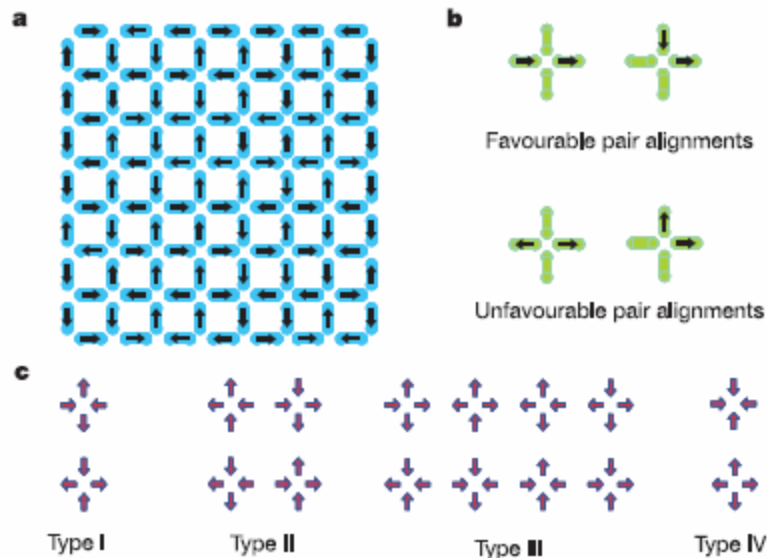 a
b
Favourable pair alignments
Unfavourable pair alignments
c
Type I
Type II
Type III
Type IV